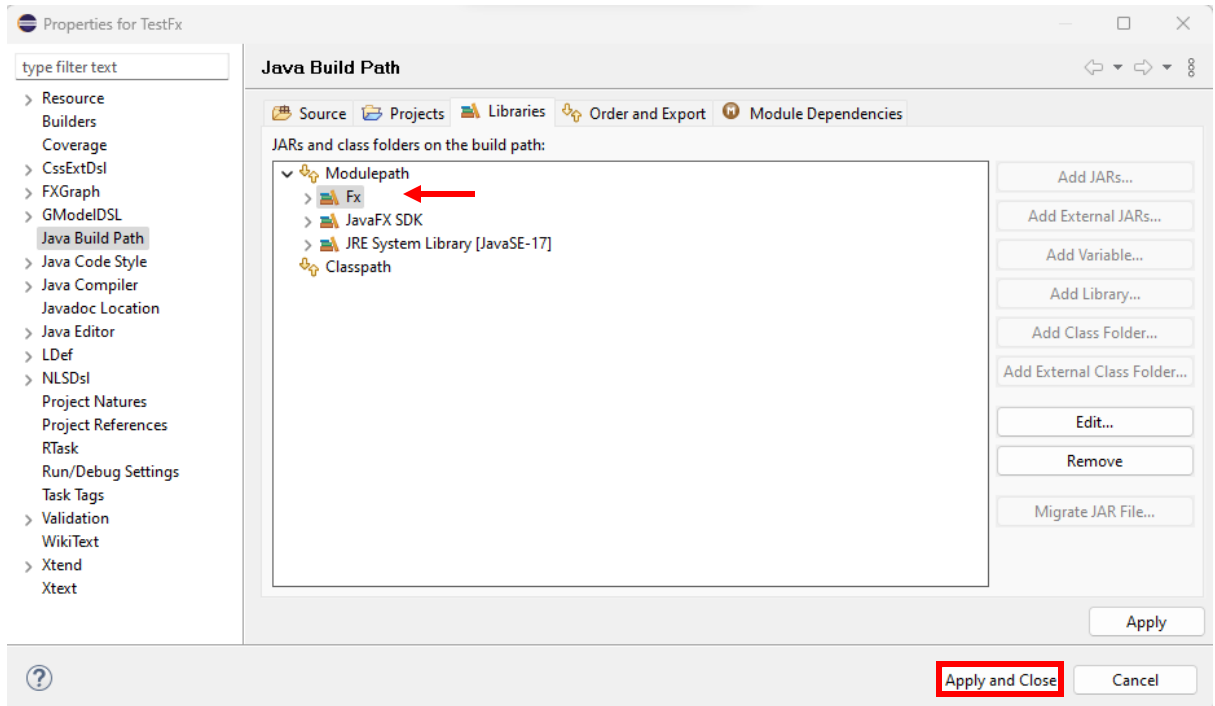 Properties for TestFx
type filter text
Resource
Builders
Coverage
CssExtDsl
FXGraph
GModelDSL
Java Build Path
Java Code Style
Java Compiler
Javadoc Location
Java Editor
LDef
NLSDsl
Project Natures
Project References
RTask
Run/Debug Settings
Task Tags
Validation
WikiText
Xtend
Xtext
Java Build Path
Source Projects Libraries Order and Export Module Dependencies
JARs and class folders on the build path:
Modulepath
Fx
JavaFX SDK
JRE System Library [JavaSE-17]
Classpath
Add JARs...
Add External JARs...
Add Variable...
Add Library...
Add Class Folder...
Add External Class Folder...
Edit...
Remove
Migrate JAR File...
Apply
Apply and Close Cancel